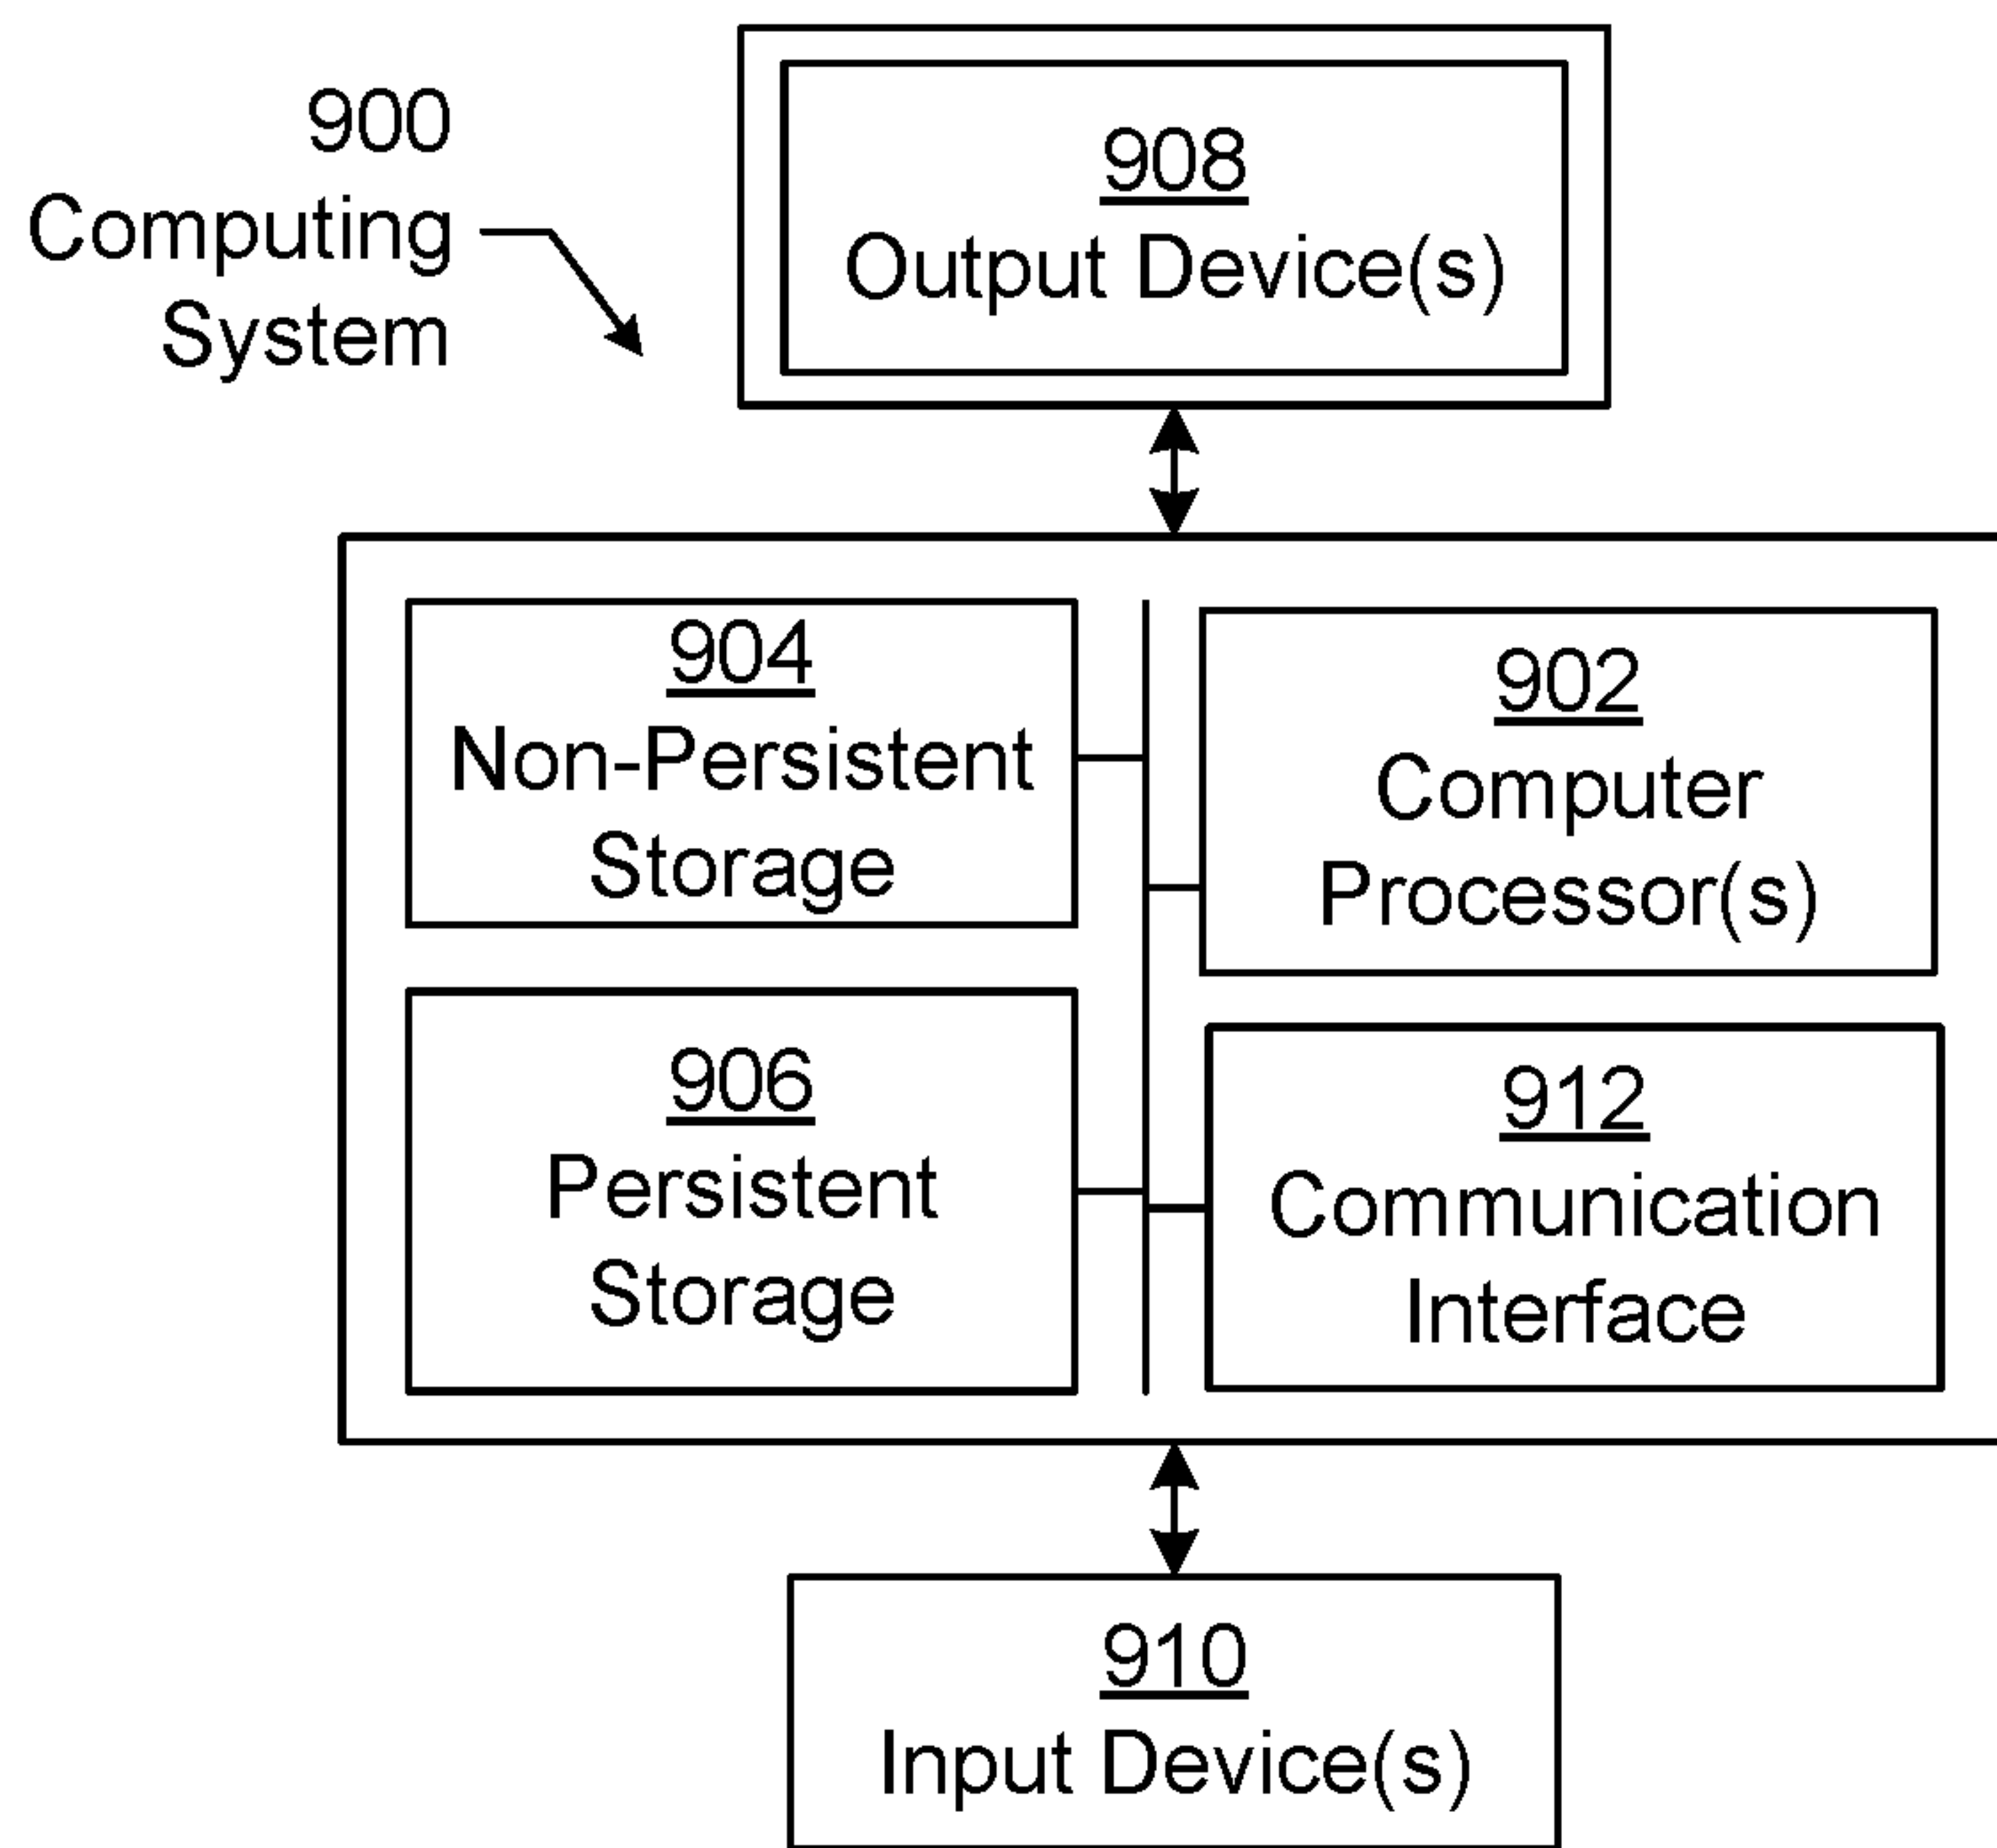 900
Computing
System
908
Output Device(s)
904
Non-Persistent
Storage
902
Computer
Processor(s)
906
Persistent
Storage
912
Communication
Interface
910
Input Device(s)